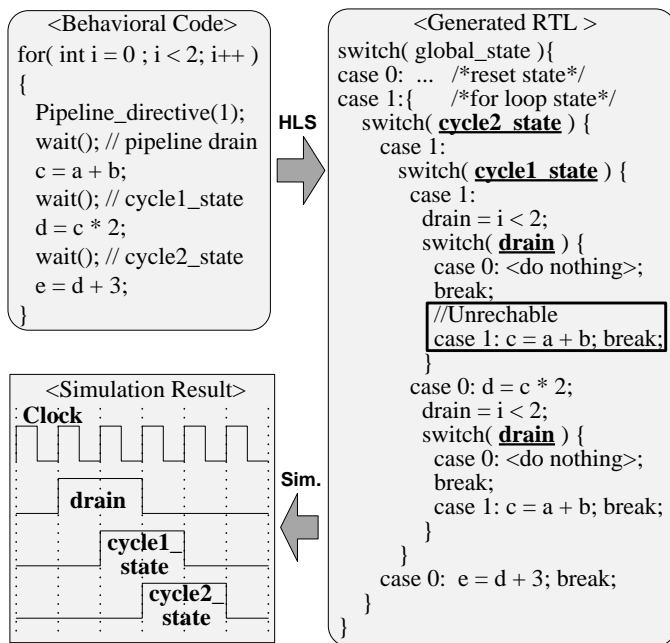 <Behavioral Code>
for( int i = 0 ; i < 2; i++ )
{
Pipeline_directive(1);
wait(); // pipeline drain
c = a + b;
wait(); // cycle1_state
d = c * 2;
wait(); // cycle2_state
e = d + 3;
}
HLS
<Generated RTL >
switch( global_state ){
case 0: ... /*reset state*/
case 1:{ /*for loop state*/
switch( cycle2_state ) {
case 1:
switch( cycle1_state ) {
case 1:
drain = i < 2;
switch( drain ) {
case 0: <do nothing>;
break;
//Unrechable
case 1: c = a + b; break;
}
case 0: d = c * 2;
drain = i < 2;
switch( drain ) {
case 0: <do nothing>;
break;
case 1: c = a + b; break;
}
}
case 0: e = d + 3; break;
}
}
Sim.
<Simulation Result>
Clock
drain
cycle1_
state
cycle2_
state